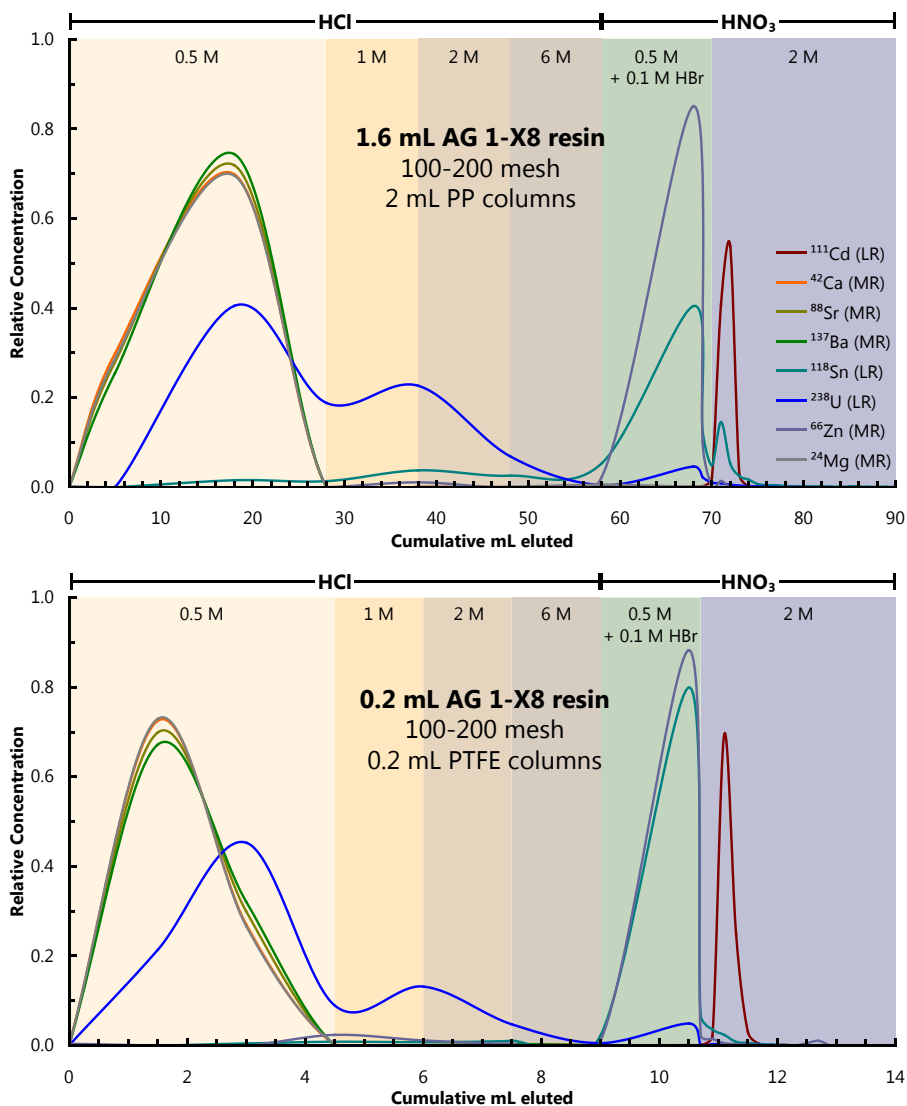 HCl HNO₃
1.0
0.5 M 1 M 2 M 6 M 0.5 M 2 M
+ 0.1 M HBr
0.8
1.6 mL AG 1-X8 resin
100-200 mesh
2 mL PP columns
0.6
Relative Concentration
¹¹¹Cd (LR)
⁴²Ca (MR)
⁸⁸Sr (MR)
¹³⁷Ba (MR)
¹¹⁸Sn (LR)
²³⁸U (LR)
⁶⁶Zn (MR)
²⁴Mg (MR)
0.4
0.2
0.0
0 10 20 30 40 50 60 70 80 90
Cumulative mL eluted
HCl HNO₃
1.0
0.5 M 1 M 2 M 6 M 0.5 M 2 M
+ 0.1 M HBr
0.8
0.2 mL AG 1-X8 resin
100-200 mesh
0.2 mL PTFE columns
0.6
Relative Concentration
0.4
0.2
0.0
0 2 4 6 8 10 12 14
Cumulative mL eluted